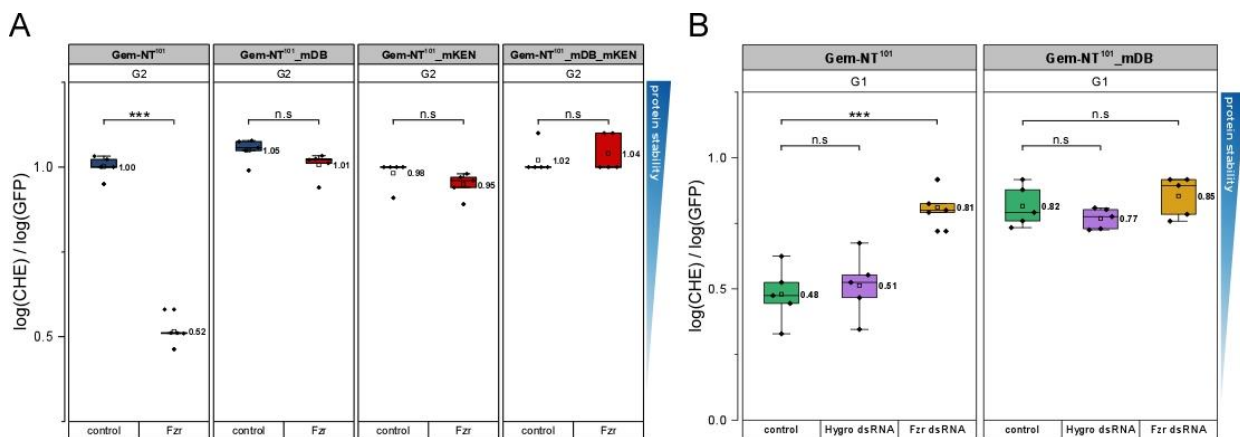 A
Gem-NT¹⁰¹
Gem-NT¹⁰¹_mDB
Gem-NT¹⁰¹_mKEN
Gem-NT¹⁰¹_mDB_mKEN
G2
G2
G2
G2
log(CHE) / log(GFP)
1.0
0.5
***
n.s
n.s
n.s
1.00
0.52
1.05
1.01
0.98
0.95
1.02
1.04
control
Fzr
control
Fzr
control
Fzr
control
Fzr
protein stability
B
Gem-NT¹⁰¹
Gem-NT¹⁰¹_mDB
G1
G1
log(CHE) / log(GFP)
1.0
0.5
0.0
***
n.s
n.s
n.s
0.48
0.51
0.81
0.82
0.77
0.85
control
Hygro dsRNA
Fzr dsRNA
control
Hygro dsRNA
Fzr dsRNA
protein stability